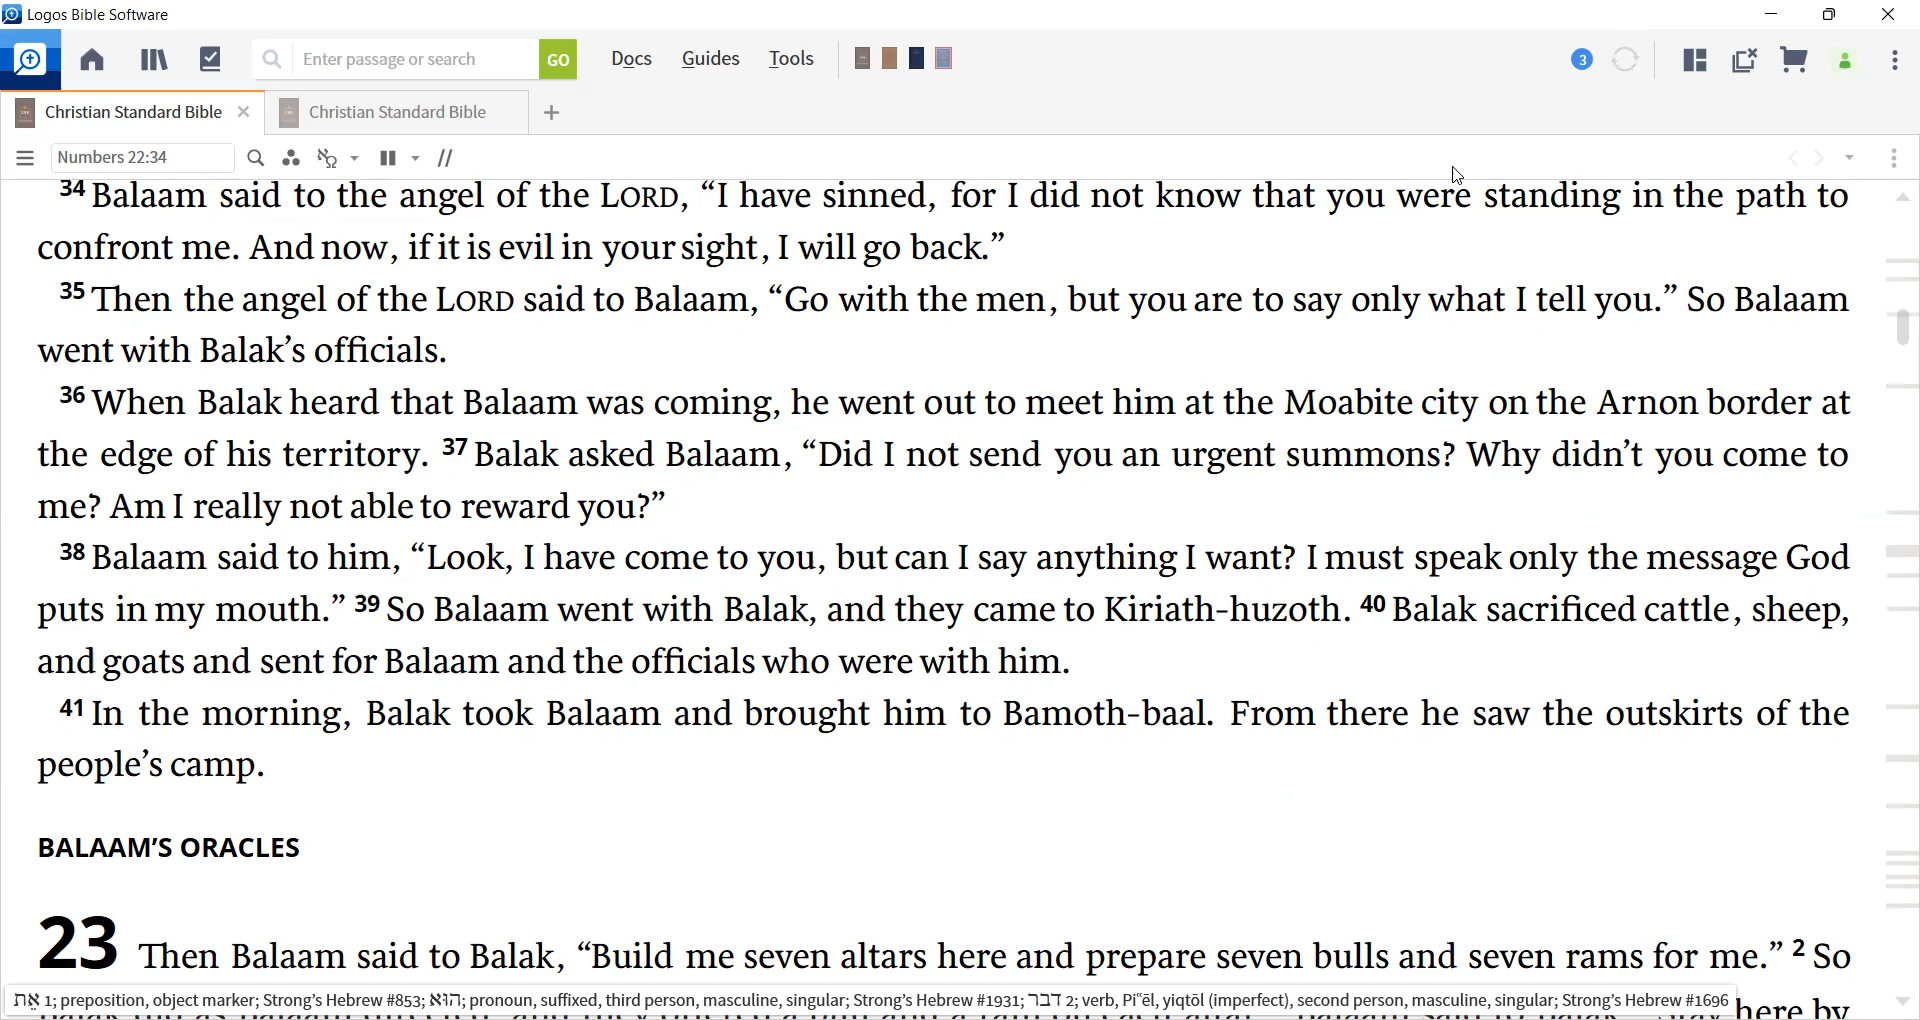 Logos Bible Software
Enter passage or search GO Docs Guides Tools 3
Christian Standard Bible Christian Standard Bible
Numbers 22:34
34 Balaam said to the angel of the LORD, “I have sinned, for I did not know that you were standing in the path to
confront me. And now, if it is evil in your sight, I will go back.”
35 Then the angel of the LORD said to Balaam, “Go with the men, but you are to say only what I tell you.” So Balaam
went with Balak’s officials.
36 When Balak heard that Balaam was coming, he went out to meet him at the Moabite city on the Arnon border at
the edge of his territory. 37 Balak asked Balaam, “Did I not send you an urgent summons? Why didn’t you come to
me? Am I really not able to reward you?”
38 Balaam said to him, “Look, I have come to you, but can I say anything I want? I must speak only the message God
puts in my mouth.” 39 So Balaam went with Balak, and they came to Kiriath-huzoth. 40 Balak sacrificed cattle, sheep,
and goats and sent for Balaam and the officials who were with him.
41 In the morning, Balak took Balaam and brought him to Bamoth-baal. From there he saw the outskirts of the
people’s camp.
BALAAM’S ORACLES
23 Then Balaam said to Balak, “Build me seven altars here and prepare seven bulls and seven rams for me.” 2 So
אֵת 1; preposition, object marker; Strong’s Hebrew #853; הוּא; pronoun, suffixed, third person, masculine, singular; Strong’s Hebrew #1931; דבר 2; verb, Piʿʿēl, yiqtōl (imperfect), second person, masculine, singular; Strong’s Hebrew #1696
here by